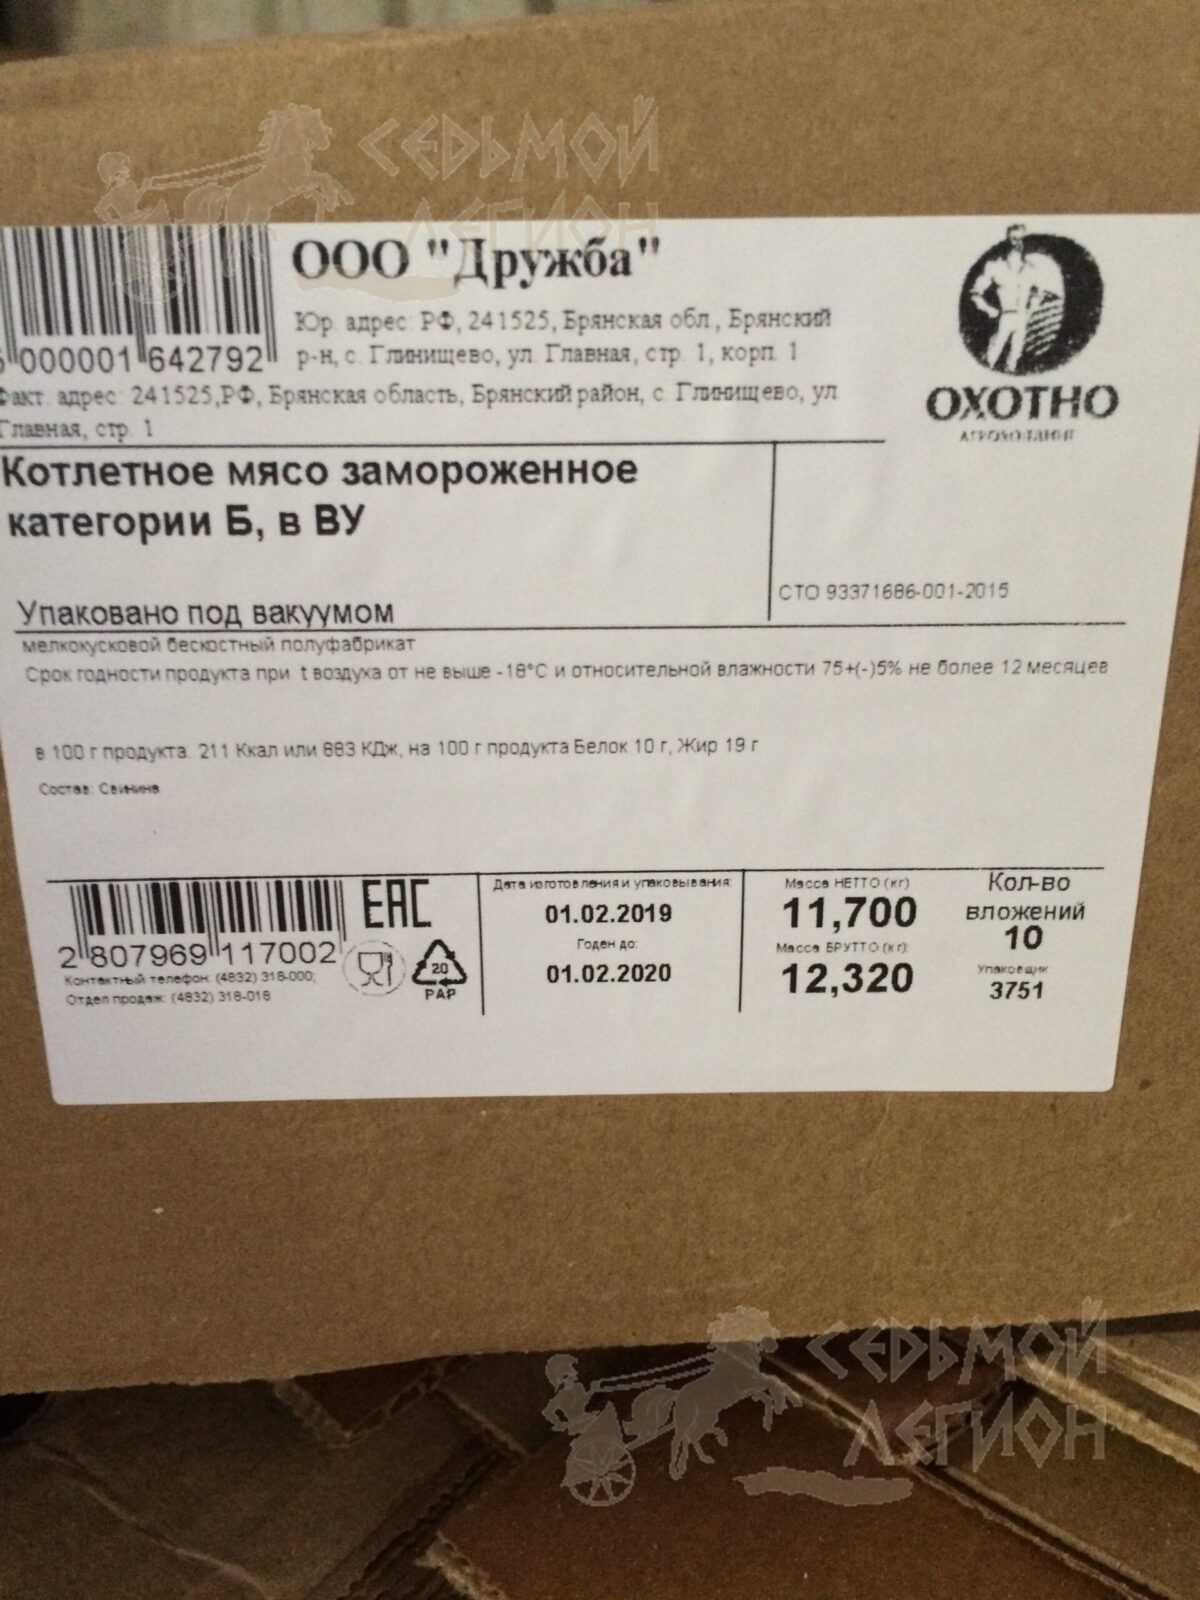 СЕДЬМОЙ
ЛЕГИОН
000001 642792
ООО "Дружба"
Юр. адрес: РФ, 241525, Брянская обл., Брянский
р-н, с. Глинищево, ул. Главная, стр. 1, корп. 1
Факт. адрес: 241525,РФ, Брянская область, Брянский район, с. Глинищево, ул.
Главная, стр. 1
ОХОТНО
Котлетное мясо замороженное
категории Б, в ВУ
СТО 93371686-001-2015
Упаковано под вакуумом
мелкокусковой бескостный полуфабрикат
Срок годности продукта при t воздуха от не выше -18°С и относительной влажности 75+(-)5% не более 12 месяцев
в 100 г продукта. 211 Ккал или 883 КДж, на 100 г продукта Белок 10 г, Жир 19 г
Состав: Свинина
2 807969 117002
EAC
Контактный телефон: (4832) 318-000;
Отдел продаж: (4832) 318-018
20
PAP
Дата изготовления и упаковывания:
01.02.2019
Годен до:
01.02.2020
Масса НЕТТО (кг)
11,700
Масса БРУТТО (кг):
12,320
Кол-во
вложений
10
Упаковщик
3751
СЕДЬМОЙ
ЛЕГИОН